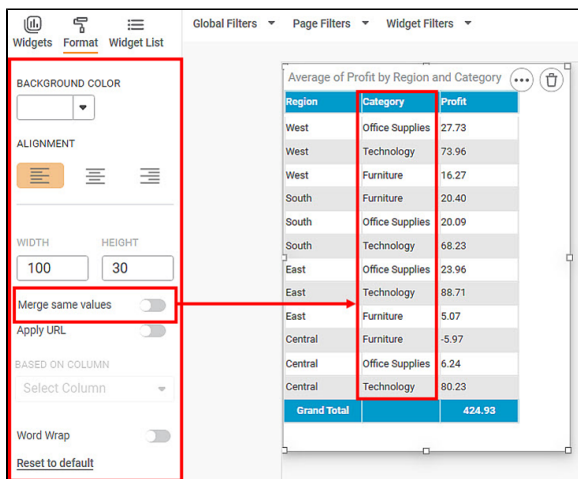 Widgets Format Widget List
Global Filters Page Filters Widget Filters
BACKGROUND COLOR
ALIGNMENT
WIDTH HEIGHT
100 30
Merge same values
Apply URL
BASED ON COLUMN
Select Column
Word Wrap
Reset to default
Average of Profit by Region and Category
Region Category Profit
West Office Supplies 27.73
West Technology 73.96
West Furniture 16.27
South Furniture 20.40
South Office Supplies 20.09
South Technology 68.23
East Office Supplies 23.96
East Technology 88.71
East Furniture 5.07
Central Furniture -5.97
Central Office Supplies 6.24
Central Technology 80.23
Grand Total 424.93